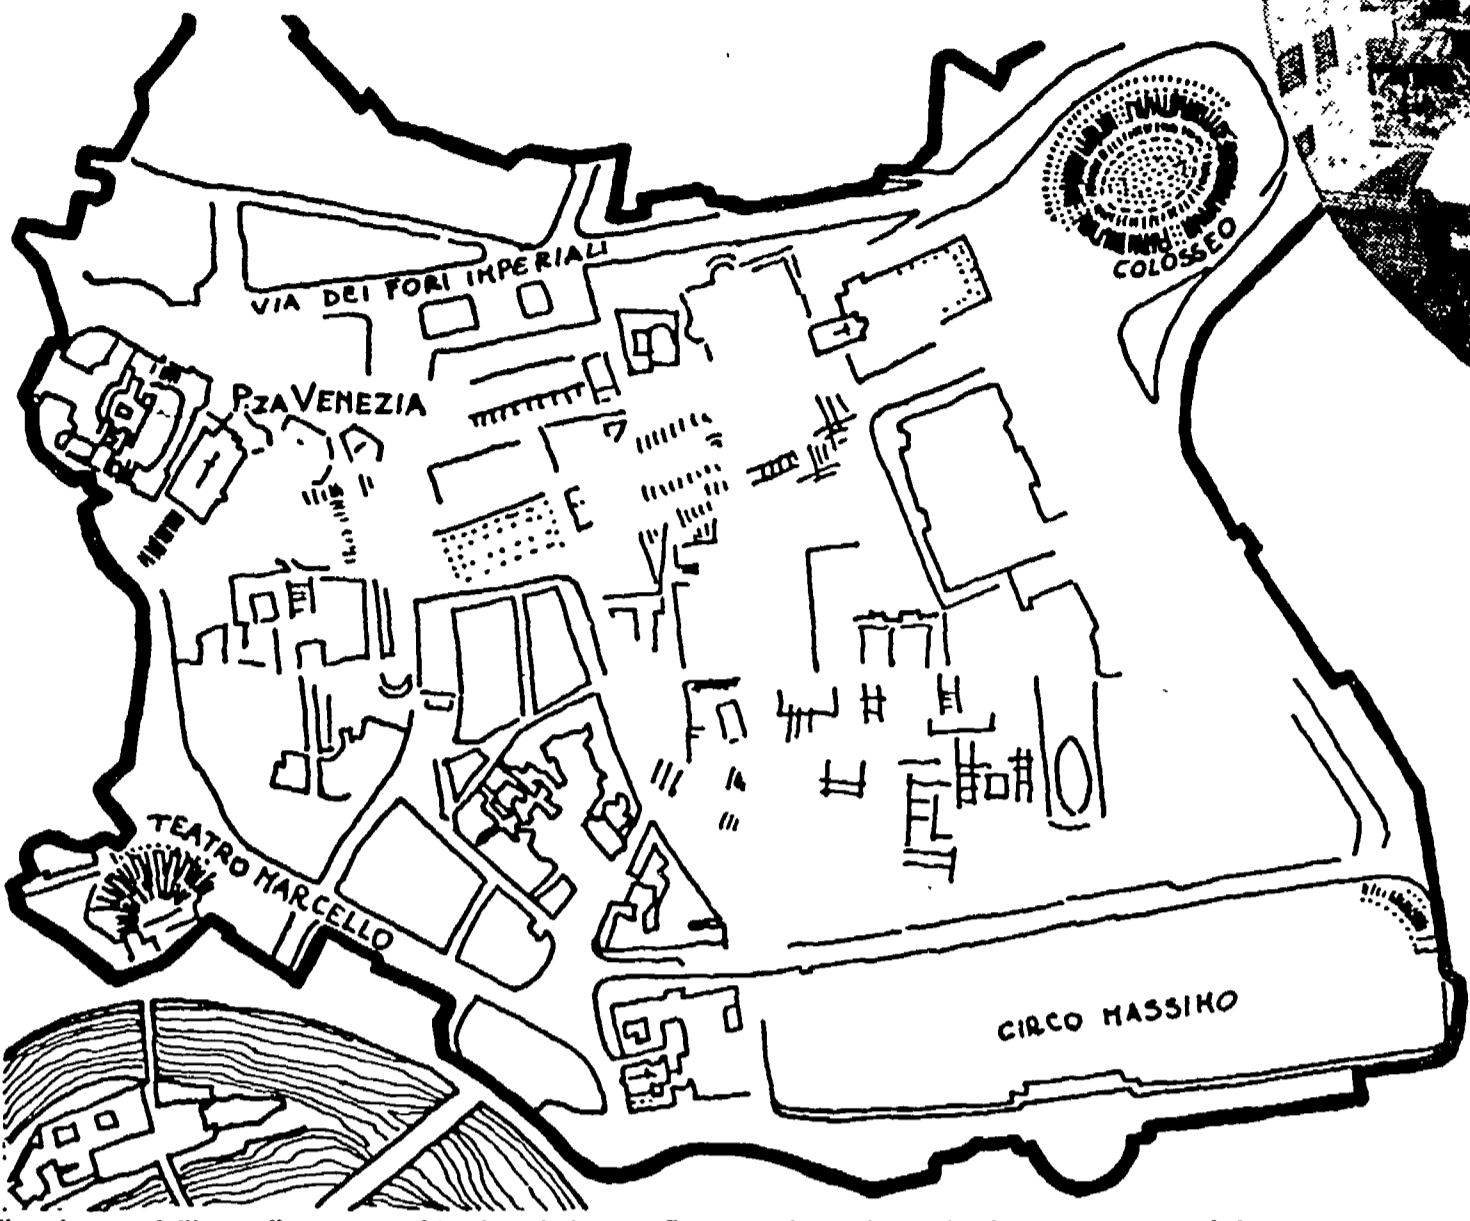 VIA DEI FORI IMPERIALI
COLOSSEO
P.ZA VENEZIA
TEATRO MARCELLO
CIRCO MASSIMO